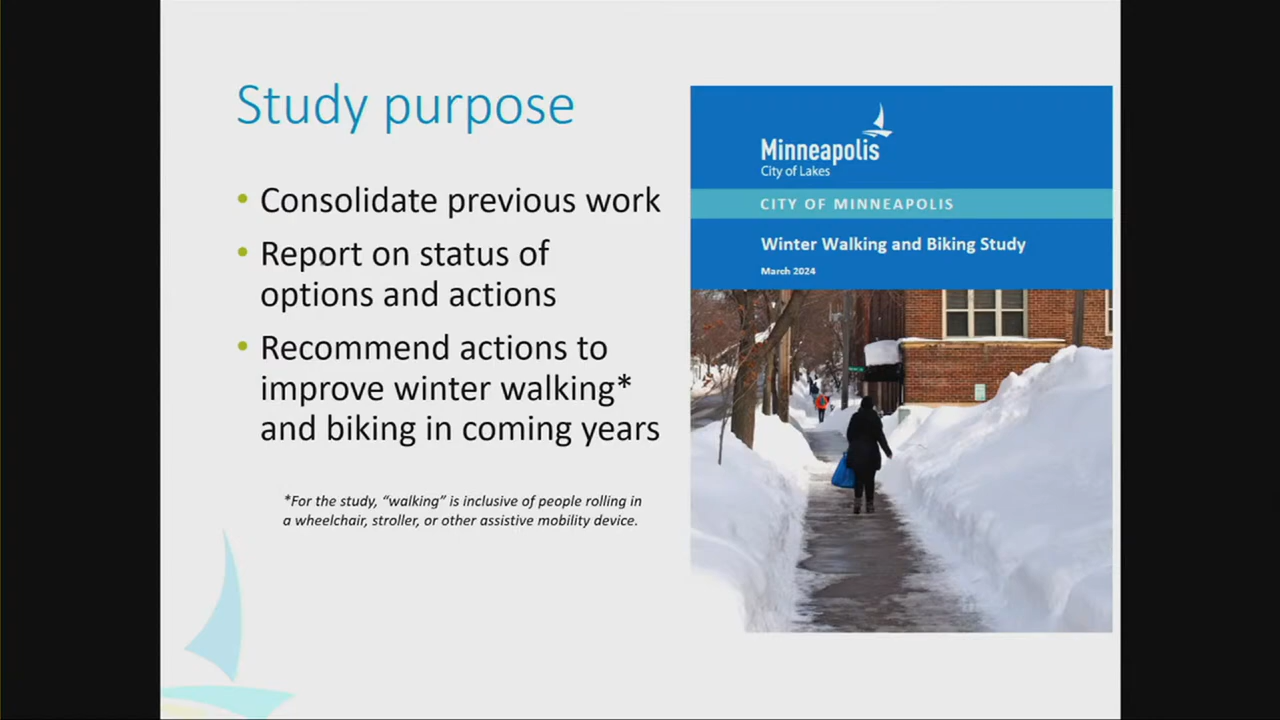 Study purpose
• Consolidate previous work
• Report on status of
options and actions
• Recommend actions to
improve winter walking*
and biking in coming years
*For the study, “walking” is inclusive of people rolling in
a wheelchair, stroller, or other assistive mobility device.
Minneapolis
City of Lakes
CITY OF MINNEAPOLIS
Winter Walking and Biking Study
March 2024